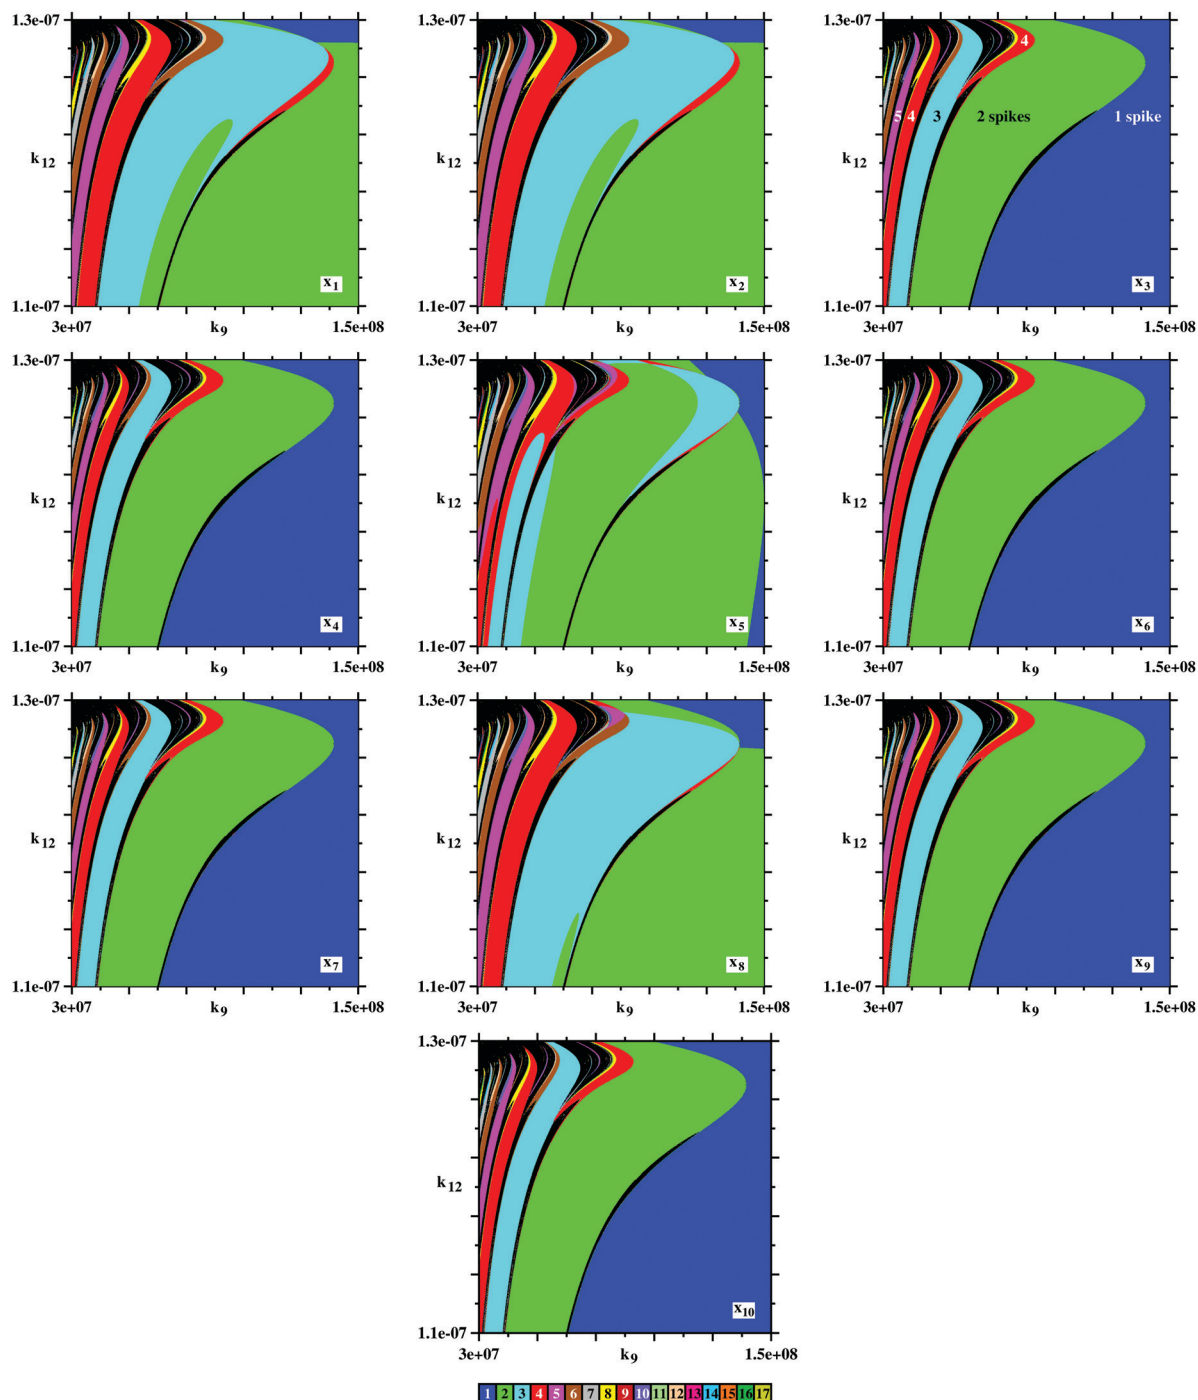 1.3e-07 1.3e-07 1.3e-07
4
5 4 3 2 spikes 1 spike
k12 k12 k12
x1 x2 x3
1.1e-07 1.1e-07 1.1e-07
3e+07 k9 1.5e+08 3e+07 k9 1.5e+08 3e+07 k9 1.5e+08
1.3e-07 1.3e-07 1.3e-07
k12 k12 k12
x4 x5 x6
1.1e-07 1.1e-07 1.1e-07
3e+07 k9 1.5e+08 3e+07 k9 1.5e+08 3e+07 k9 1.5e+08
1.3e-07 1.3e-07 1.3e-07
k12 k12 k12
x7 x8 x9
1.1e-07 1.1e-07 1.1e-07
3e+07 k9 1.5e+08 3e+07 k9 1.5e+08 3e+07 k9 1.5e+08
1.3e-07
k12
x10
1.1e-07
3e+07 k9 1.5e+08
1 2 3 4 5 6 7 8 9 10 11 12 13 14 15 16 17